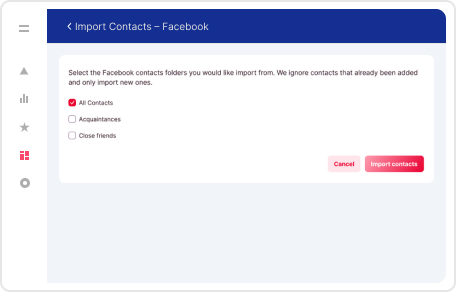 Import Contacts – Facebook
Select the Facebook contacts folders you would like import from. We ignore contacts that already been added
and only import new ones.
All Contacts
Acquaintances
Close friends
Cancel
Import contacts